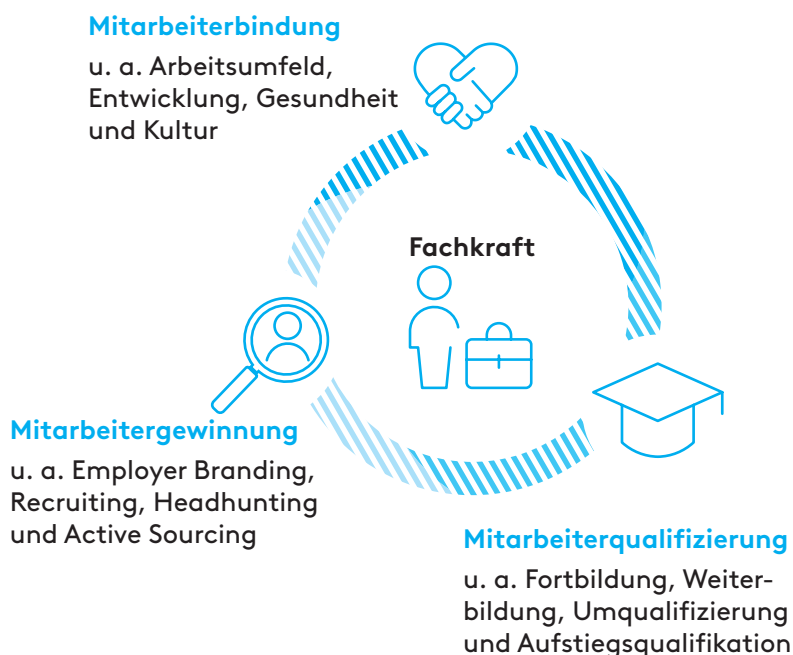 Mitarbeiterbindung
u. a. Arbeitsumfeld,
Entwicklung, Gesundheit
und Kultur
Fachkraft
Mitarbeitergewinnung
u. a. Employer Branding,
Recruiting, Headhunting
und Active Sourcing
Mitarbeiterqualifizierung
u. a. Fortbildung, Weiter-
bildung, Umqualifizierung
und Aufstiegsqualifikation